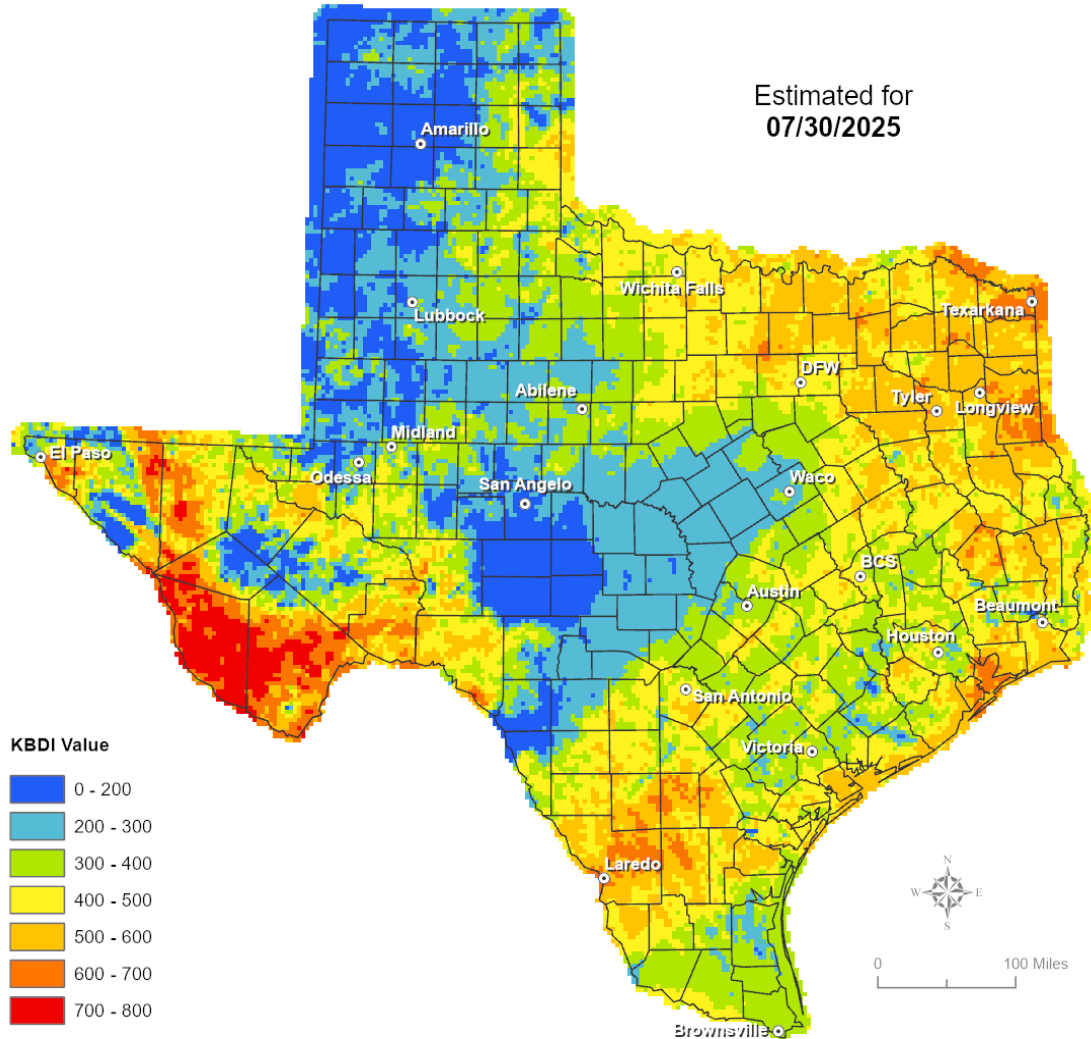 Estimated for
07/30/2025
Amarillo
Wichita Falls
Lubbock
Texarkana
DFW
Abilene
Tyler
Longview
Midland
El Paso
Odessa
San Angelo
Waco
BCS
Austin
Beaumont
Houston
San Antonio
Victoria
KBDI Value
0 - 200
200 - 300
300 - 400
400 - 500
500 - 600
600 - 700
700 - 800
Laredo
N
W
E
S
0
100 Miles
Brownsville